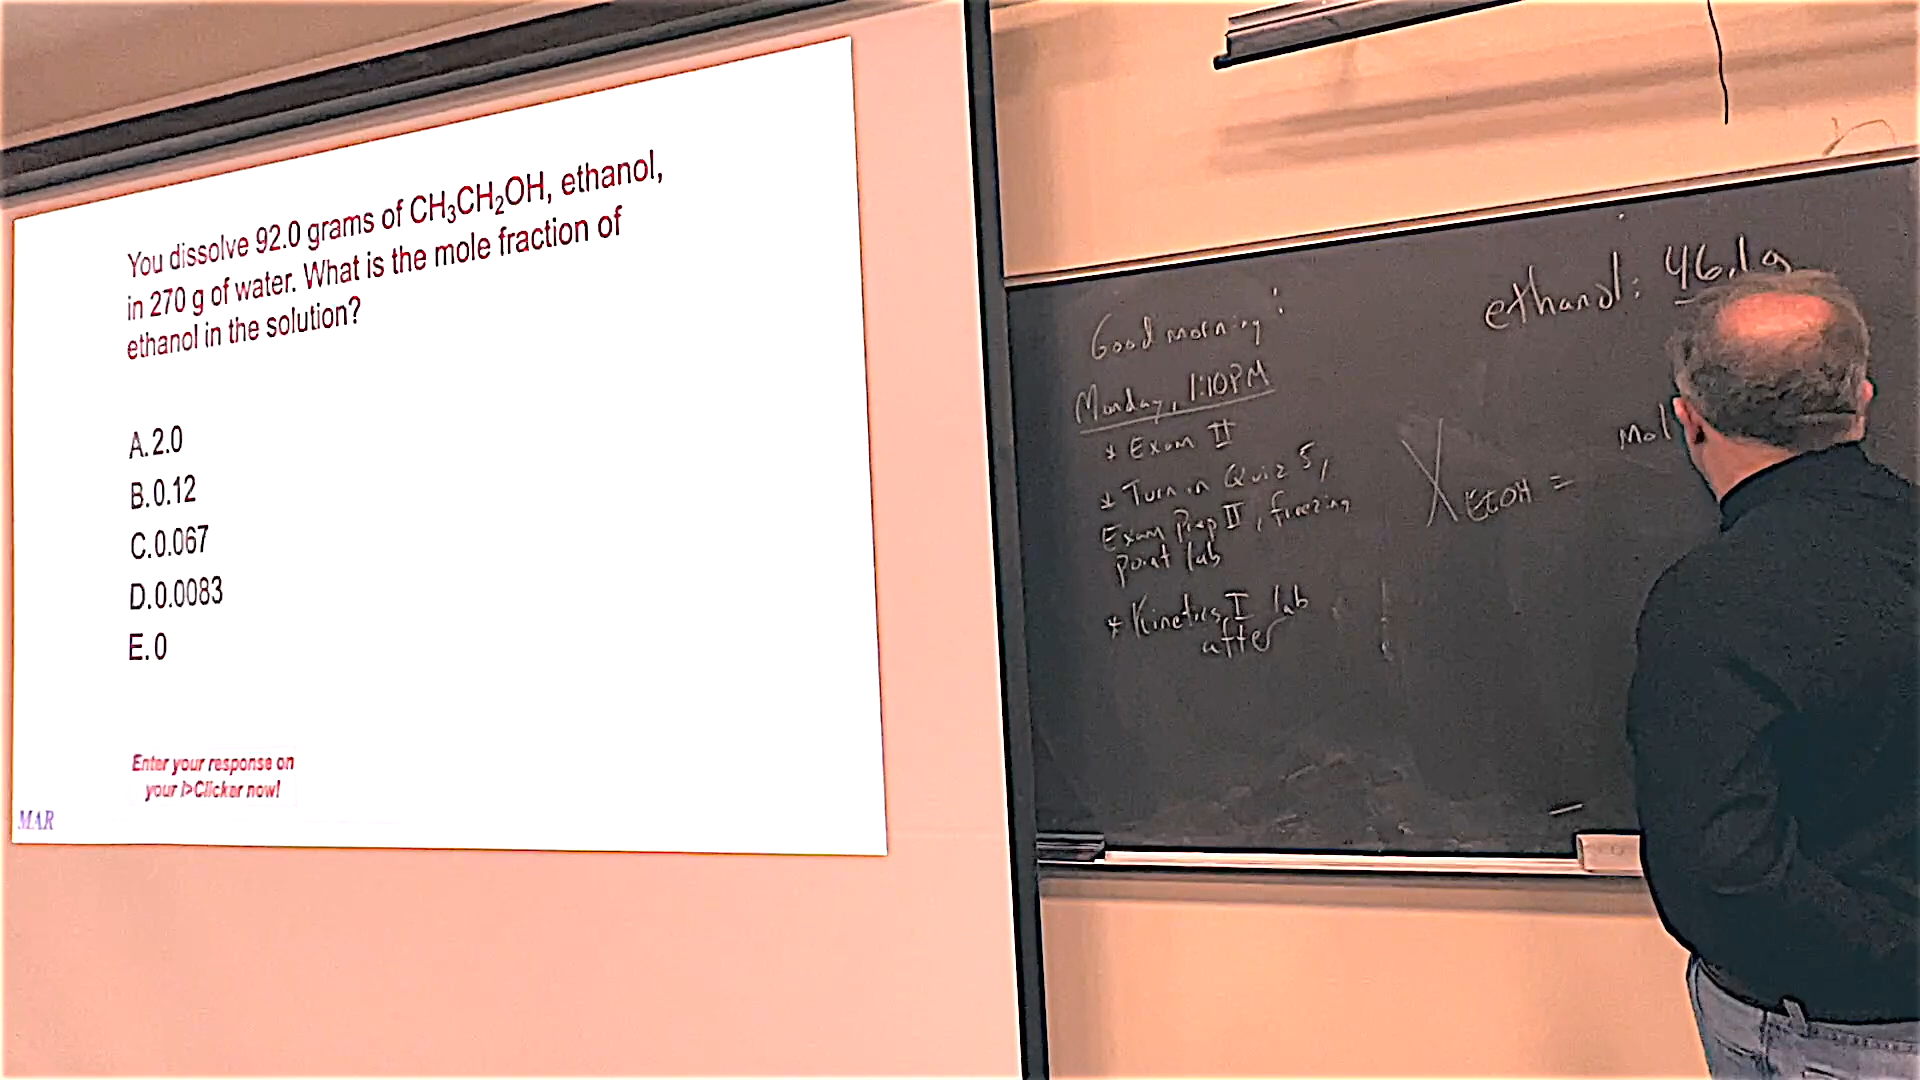 You dissolve 92.0 grams of CH₃CH₂OH, ethanol,
in 270 g of water. What is the mole fraction of
ethanol in the solution?
A. 2.0
B. 0.12
C. 0.067
D. 0.0083
E. 0
Enter your response on
your I>Clicker now!
MAR
Good morning!
Monday, 1:10PM
* Exam II
* Turn in Quiz 5,
Exam Prep II, freezing
point lab
* Kinetics I lab
after
ethanol: 46.1 g
mol
X EtOH =